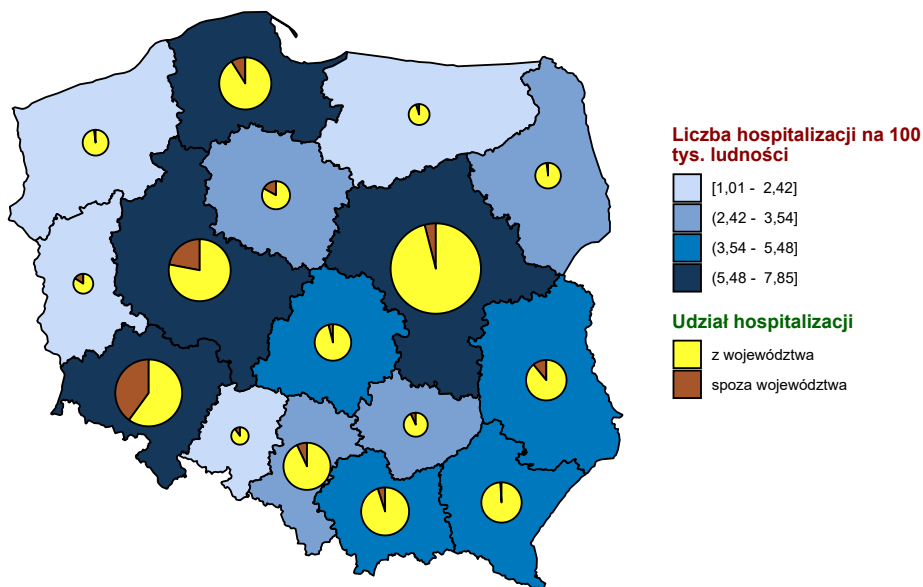 Liczba hospitalizacji na 100
tys. ludności
[1,01 - 2,42]
(2,42 - 3,54]
(3,54 - 5,48]
(5,48 - 7,85]
Udział hospitalizacji
z województwa
spoza województwa